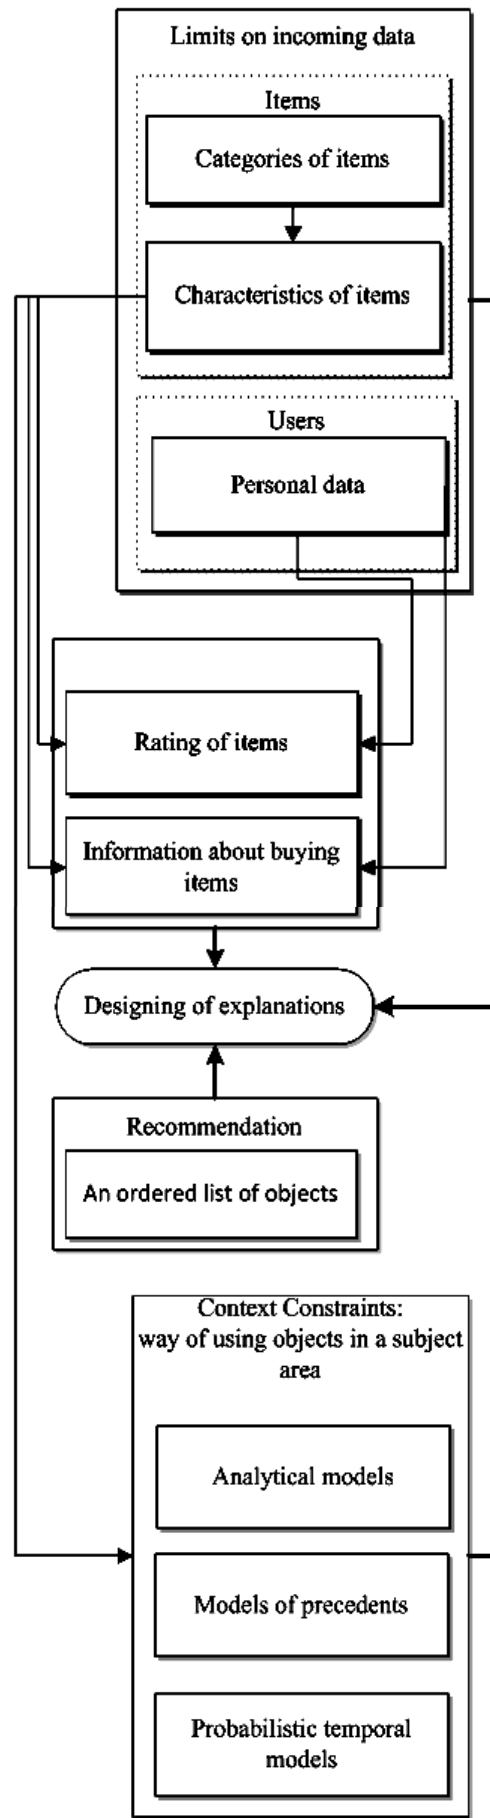 Limits on incoming data
Items
Categories of items
Characteristics of items
Users
Personal data
Rating of items
Information about buying
items
Designing of explanations
Recommendation
An ordered list of objects
Context Constraints:
way of using objects in a subject
area
Analytical models
Models of precedents
Probabilistic temporal
models